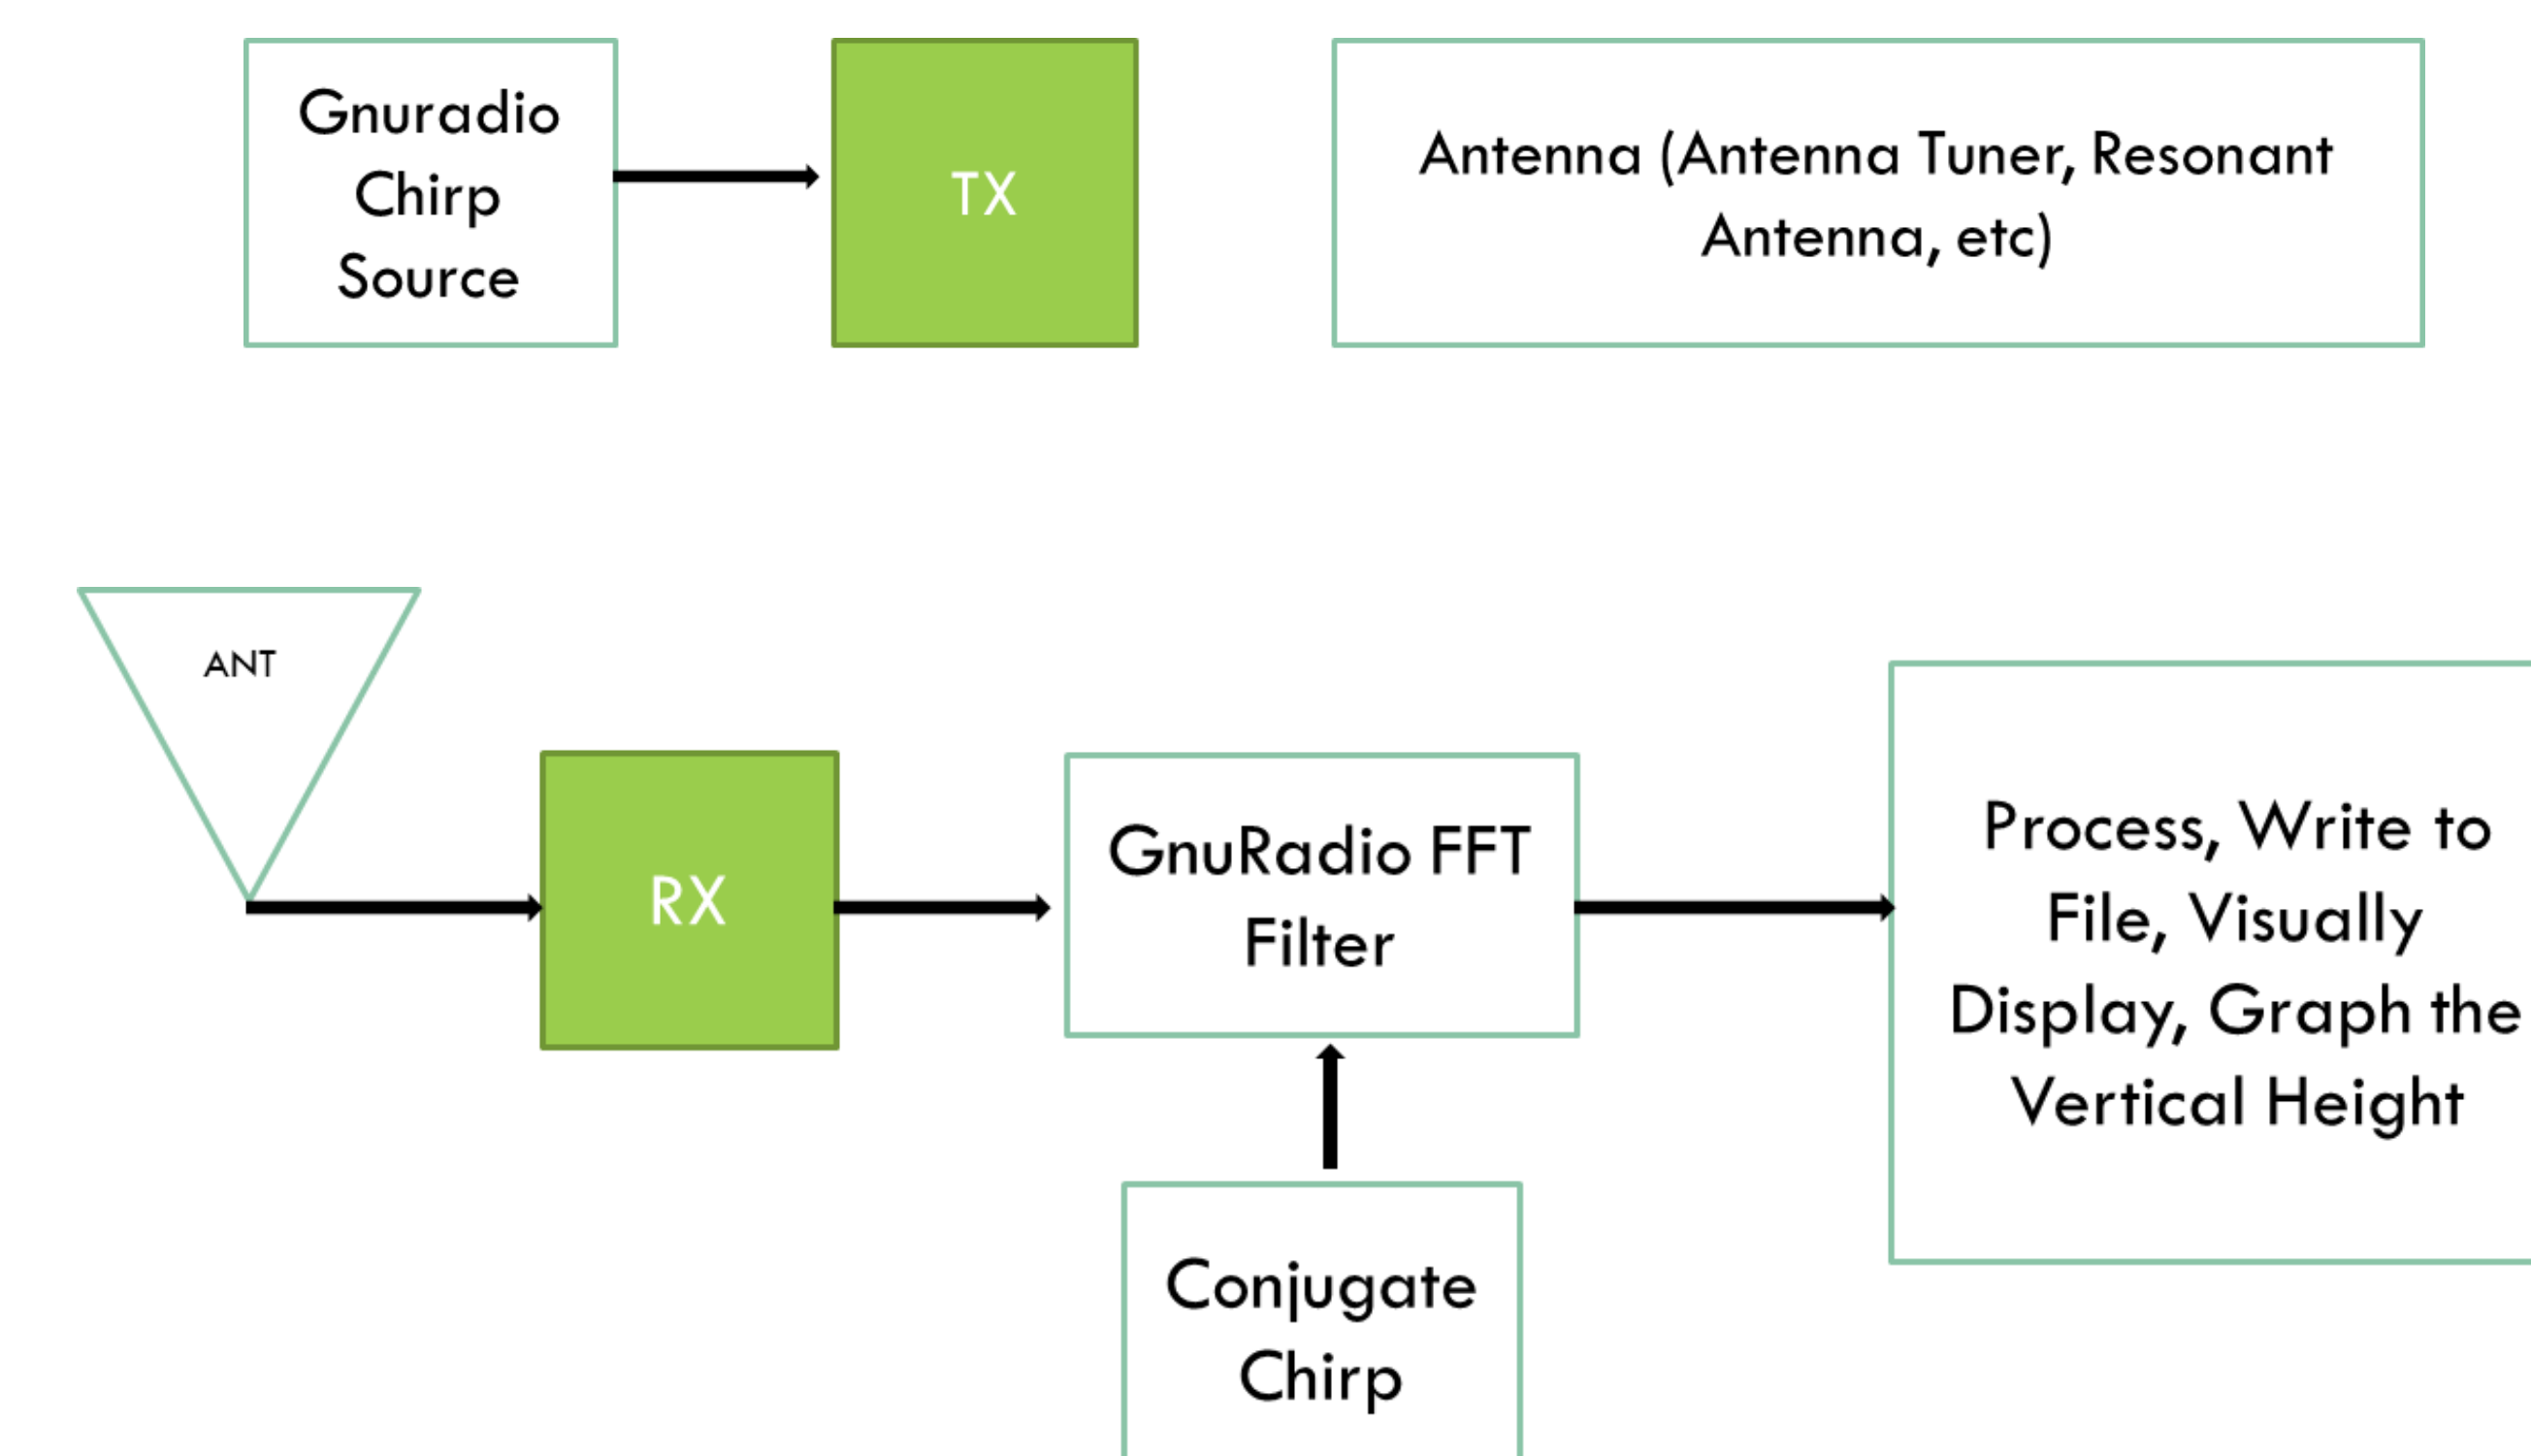 Gnuradio
Chirp
Source
TX
Antenna (Antenna Tuner, Resonant
Antenna, etc)
ANT
RX
GnuRadio FFT
Filter
Process, Write to
File, Visually
Display, Graph the
Vertical Height
Conjugate
Chirp